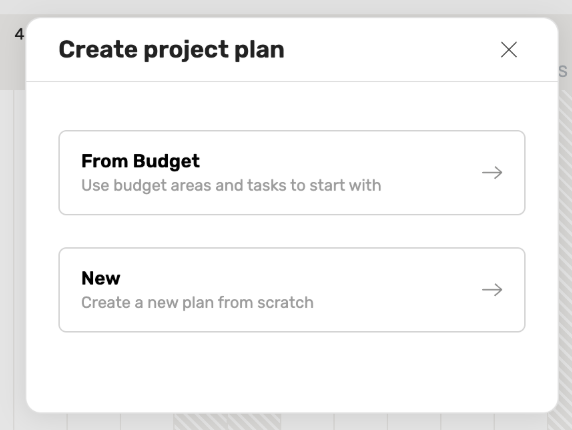 4
Create project plan
S
From Budget
Use budget areas and tasks to start with
New
Create a new plan from scratch